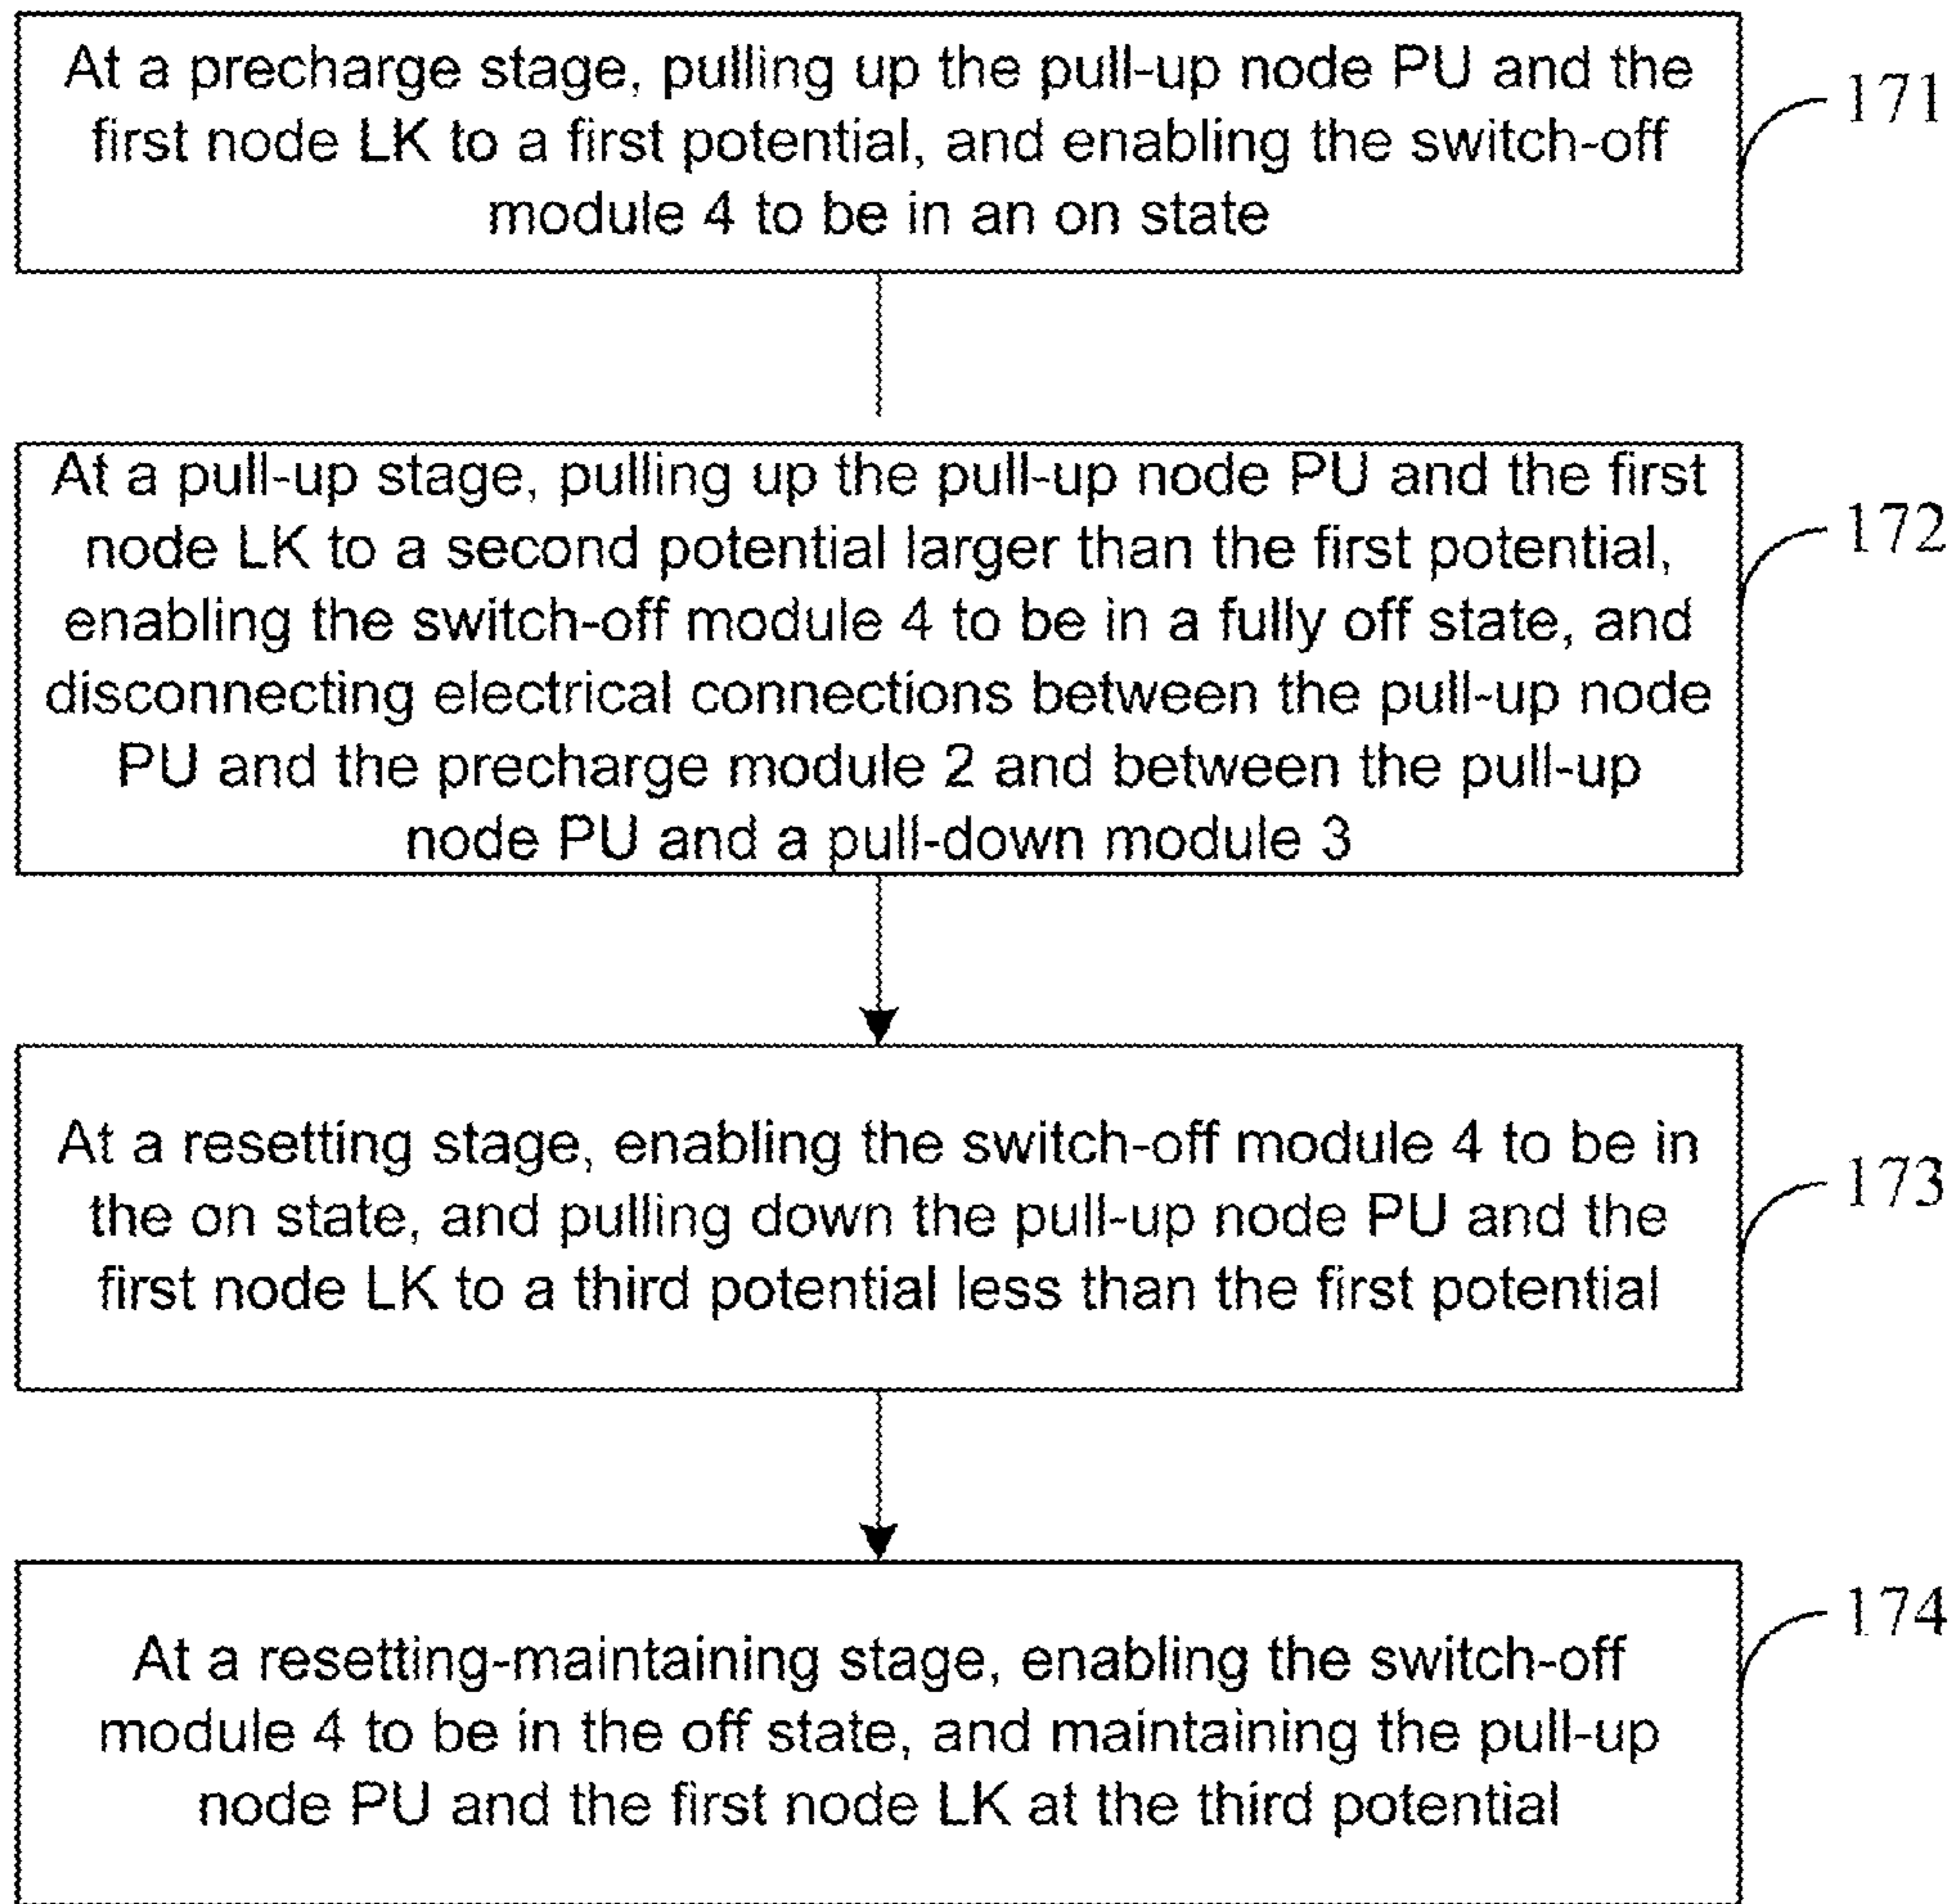 At a precharge stage, pulling up the pull-up node PU and the
first node LK to a first potential, and enabling the switch-off
module 4 to be in an on state
171
At a pull-up stage, pulling up the pull-up node PU and the first
node LK to a second potential larger than the first potential,
enabling the switch-off module 4 to be in a fully off state, and
disconnecting electrical connections between the pull-up node
PU and the precharge module 2 and between the pull-up
node PU and a pull-down module 3
172
At a resetting stage, enabling the switch-off module 4 to be in
the on state, and pulling down the pull-up node PU and the
first node LK to a third potential less than the first potential
173
At a resetting-maintaining stage, enabling the switch-off
module 4 to be in the off state, and maintaining the pull-up
node PU and the first node LK at the third potential
174